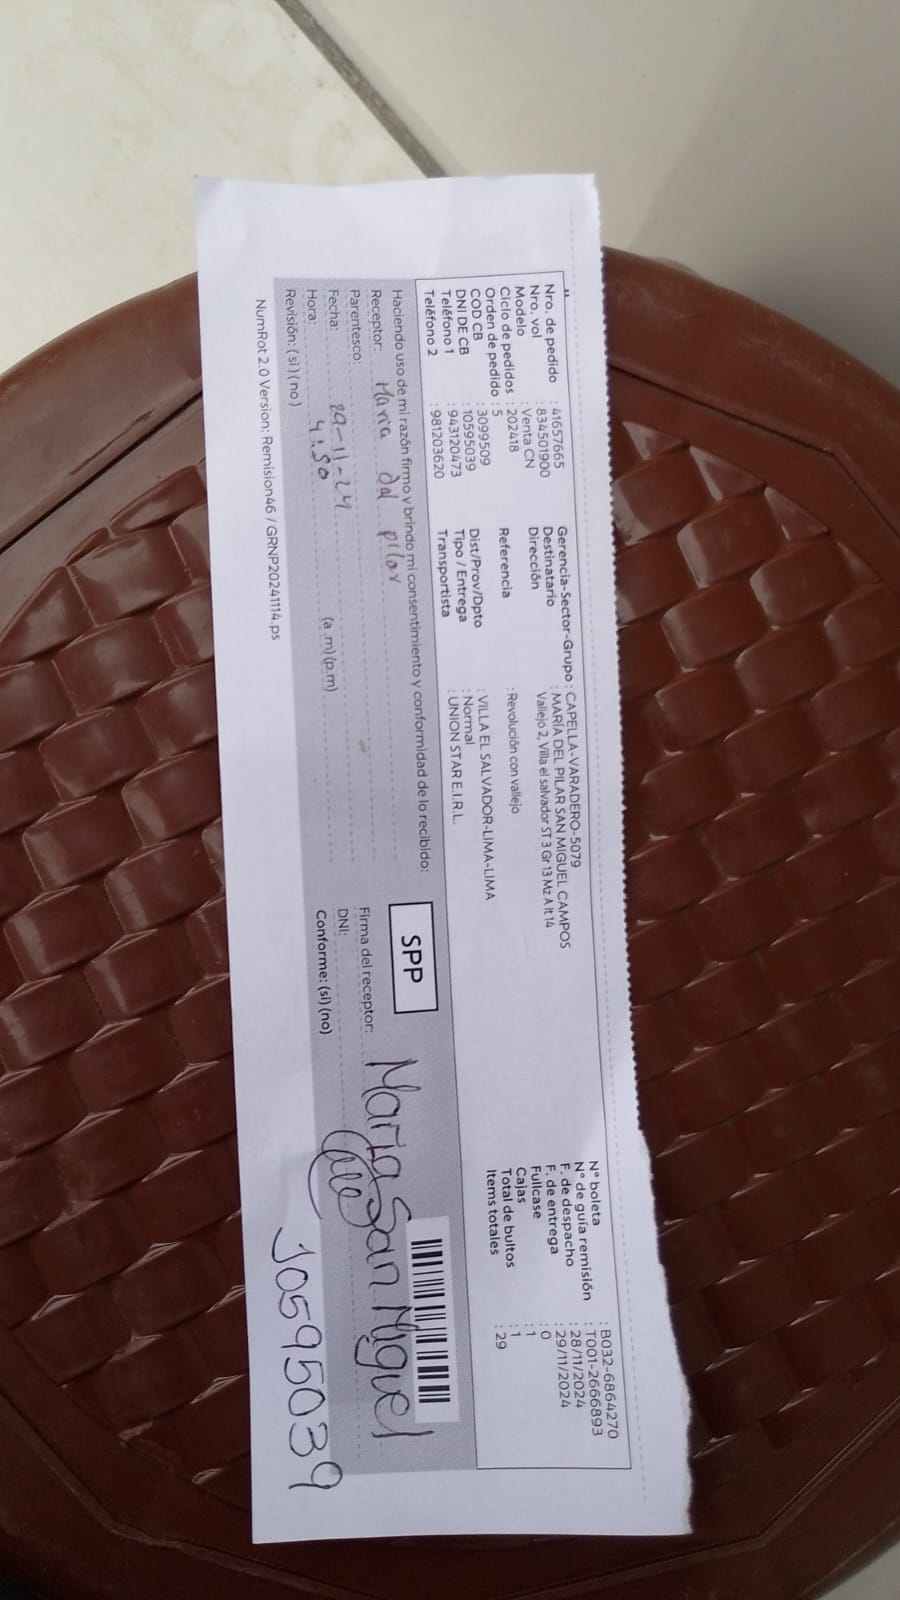 Nro. de pedido : 41657665
Nro. vol : 834501900
Modelo : Venta CN
Ciclo de pedidos : 202418
Orden de pedido : 5
COD CB : 3099509
DNI DE CB : 10595039
Teléfono 1 : 943120473
Teléfono 2 : 981203620
Gerencia-Sector-Grupo : CAPELLA-VARADERO-5079
Destinatario : MARÍA DEL PILAR SAN MIGUEL CAMPOS
Dirección : Vallejo 2, Villa el salvador ST 3 Gr 13 Mz A lt 14
Referencia : Revolución con vallejo
Dist/Prov/Dpto : VILLA EL SALVADOR-LIMA-LIMA
Tipo / Entrega : Normal
Transportista : UNION STAR E.I.R.L.
N° boleta : B032-6864270
N° de guía remisión : T001-2666893
F. de despacho : 28/11/2024
F. de entrega : 29/11/2024
Fullcase : 0
Cajas : 1
Total de bultos : 1
Items totales : 29
Haciendo uso de mi razón firmo y brindo mi consentimiento y conformidad de lo recibido:
Receptor: Maria del pilar
Parentesco:
Fecha: 29-11-24
Hora: 4:50 (a.m)(p.m)
Revisión: (si) (no)
SPP
Firma del receptor: Maria San Miguel
DNI: 10595039
Conforme: (si) (no)
NumRot 2.0 Version: Remision46 / GRNP20241114.ps